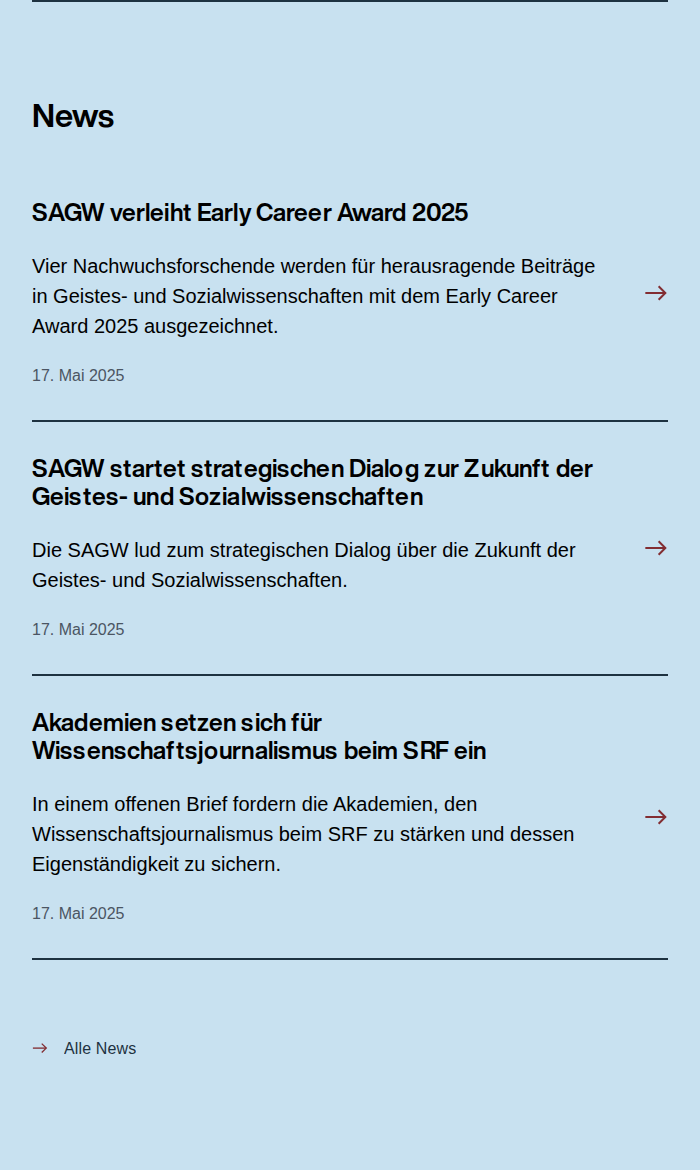 News
SAGW verleiht Early Career Award 2025
Vier Nachwuchsforschende werden für herausragende Beiträge
in Geistes- und Sozialwissenschaften mit dem Early Career
Award 2025 ausgezeichnet.
17. Mai 2025
SAGW startet strategischen Dialog zur Zukunft der
Geistes- und Sozialwissenschaften
Die SAGW lud zum strategischen Dialog über die Zukunft der
Geistes- und Sozialwissenschaften.
17. Mai 2025
Akademien setzen sich für
Wissenschaftsjournalismus beim SRF ein
In einem offenen Brief fordern die Akademien, den
Wissenschaftsjournalismus beim SRF zu stärken und dessen
Eigenständigkeit zu sichern.
17. Mai 2025
Alle News